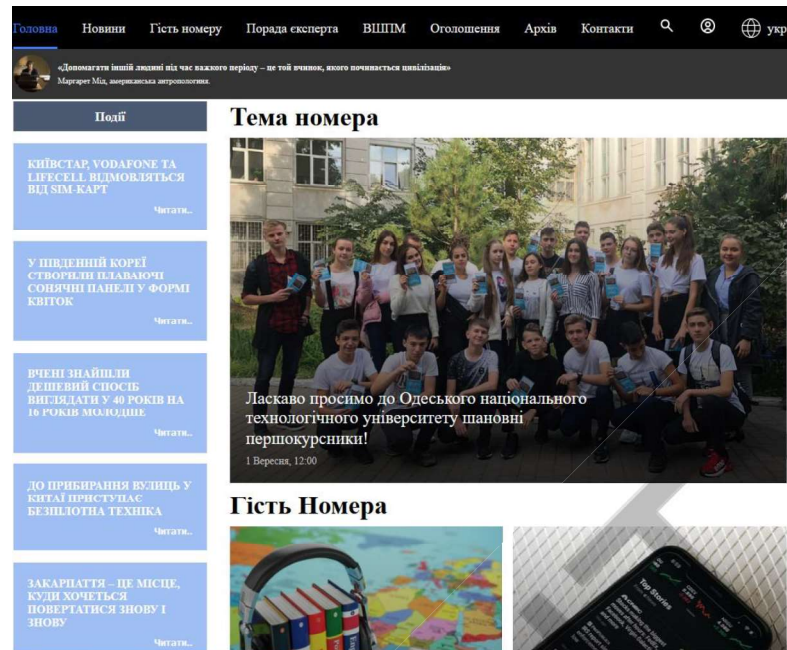 Головна Новини Гість номеру Порада експерта ВШПМ Оголошення Архів Контакти укр
«Допомагати іншій людині під час важкого періоду – це той вчинок, якого починається цивілізація»
Маргарет Мід, американська антропологиня.
Події
КИЇВСТАР, VODAFONE ТА
LIFECELL ВІДМОВЛЯТЬСЯ
ВІД SIM-КАРТ
Читати..
У ПІВДЕННІЙ КОРЕЇ
СТВОРИЛИ ПЛАВАЮЧІ
СОНЯЧНІ ПАНЕЛІ У ФОРМІ
КВІТОК
Читати..
ВЧЕНІ ЗНАЙШЛИ
ДЕШЕВИЙ СПОСІБ
ВИГЛЯДАТИ У 40 РОКІВ НА
16 РОКІВ МОЛОДШЕ
Читати..
ДО ПРИБИРАННЯ ВУЛИЦЬ У
КИТАЇ ПРИСТУПАЄ
БЕЗПІЛОТНА ТЕХНІКА
Читати..
ЗАКАРПАТТЯ – ЦЕ МІСЦЕ,
КУДИ ХОЧЕТЬСЯ
ПОВЕРТАТИСЯ ЗНОВУ І
ЗНОВУ
Читати..
Тема номера
Ласкаво просимо до Одеського національного
технологічного університету шановні
першокурсники!
1 Вересня, 12:00
Гість Номера
Top Stories